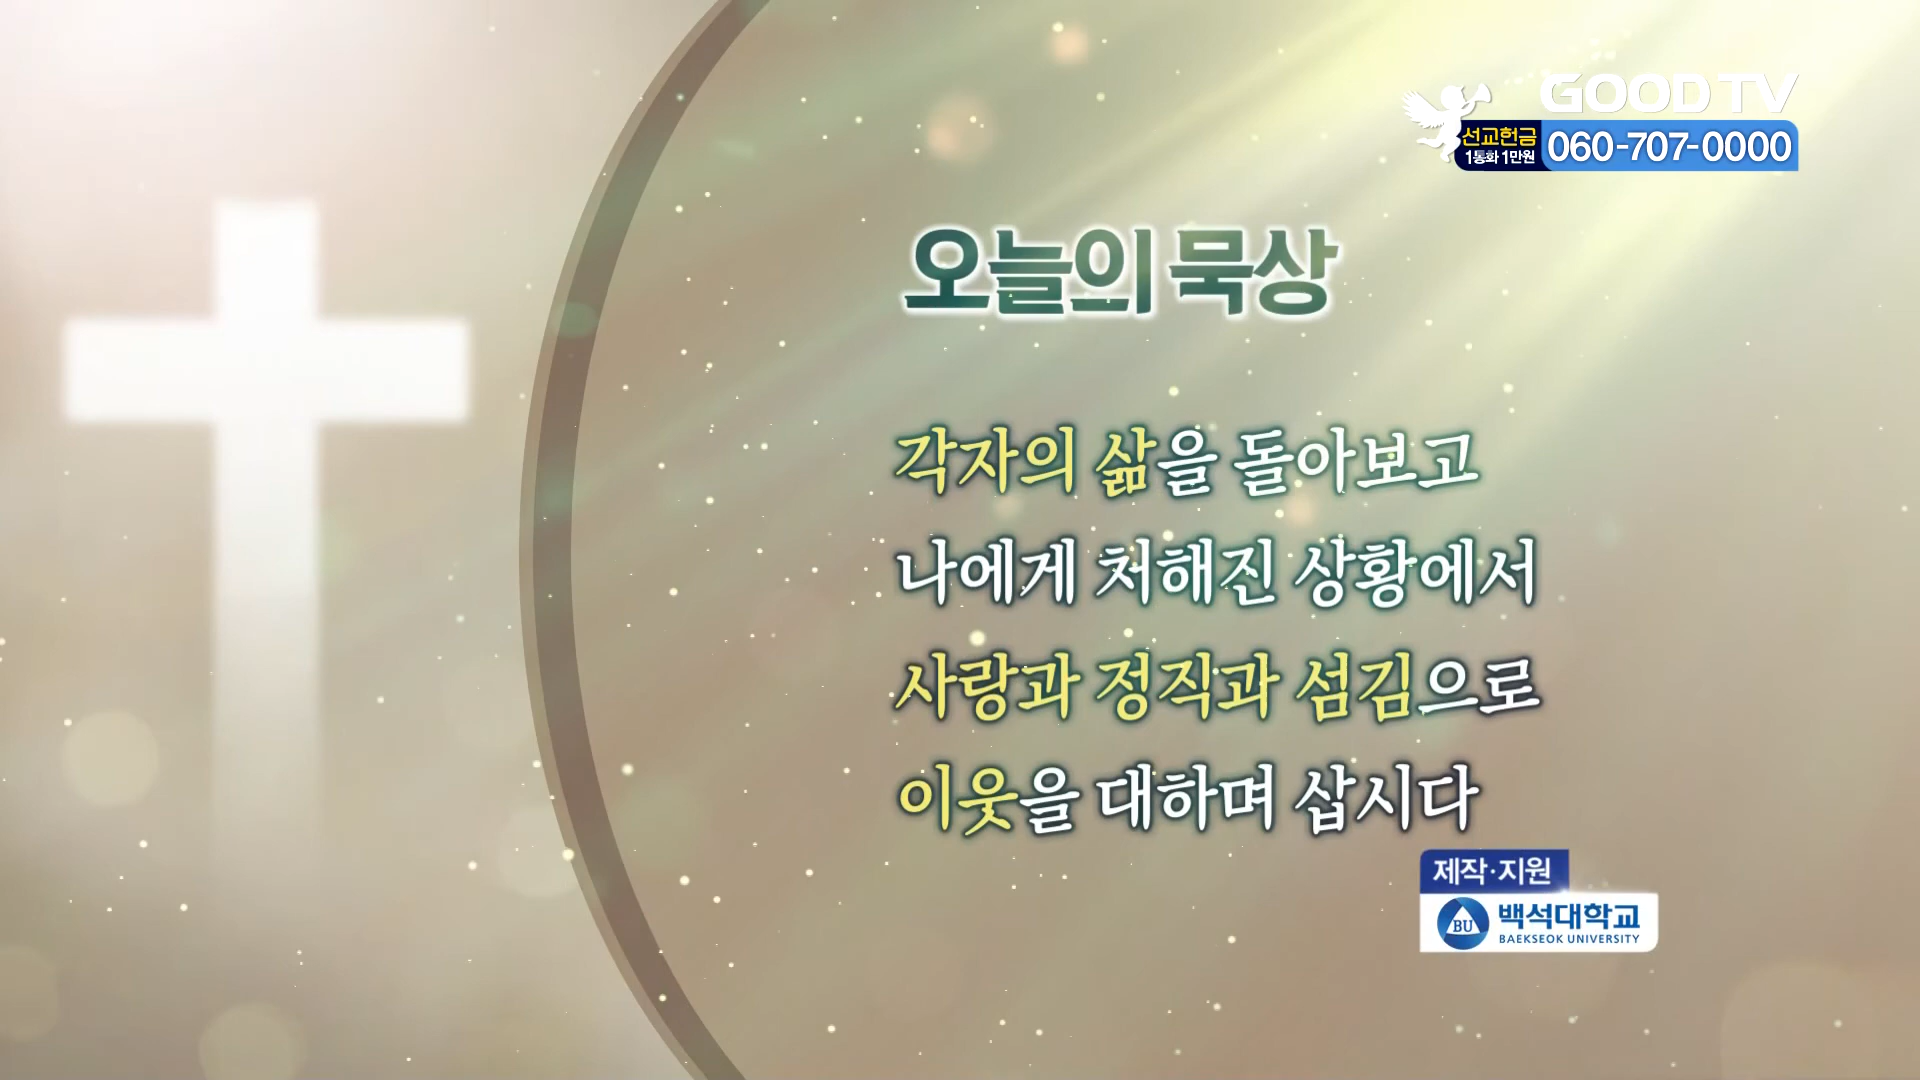 GOODTV
선교헌금
1통화 1만원
060-707-0000
오늘의 묵상
각자의 삶을 돌아보고
나에게 처해진 상황에서
사랑과 정직과 섬김으로
이웃을 대하며 삽시다
제작·지원
BU
백석대학교
BAEKSEOK UNIVERSITY